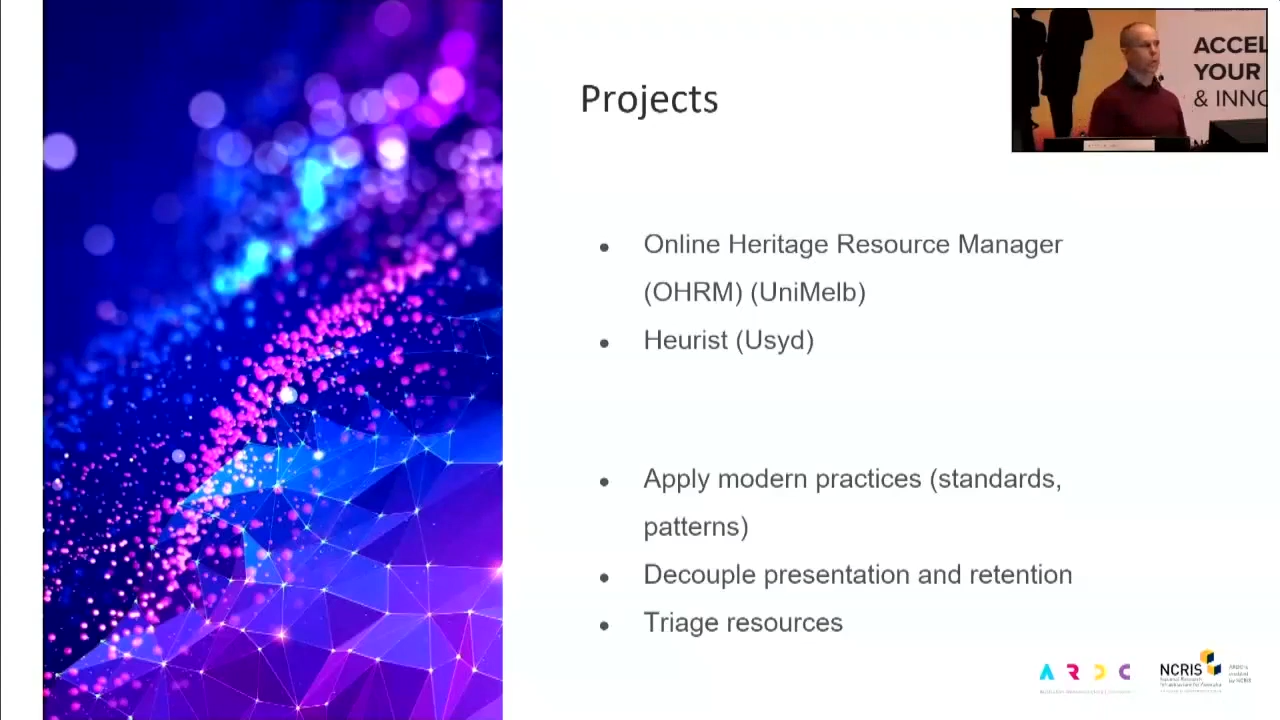 Projects
ACCEL
YOUR
& INNO
● Online Heritage Resource Manager
(OHRM) (UniMelb)
● Heurist (Usyd)
● Apply modern practices (standards,
patterns)
● Decouple presentation and retention
● Triage resources
ARDC
NCRIS